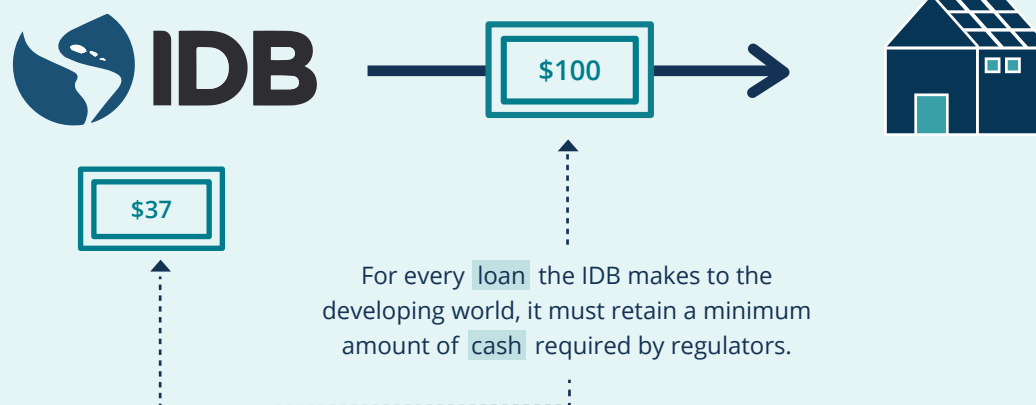 IDB
$100
$37
For every loan the IDB makes to the
developing world, it must retain a minimum
amount of cash required by regulators.